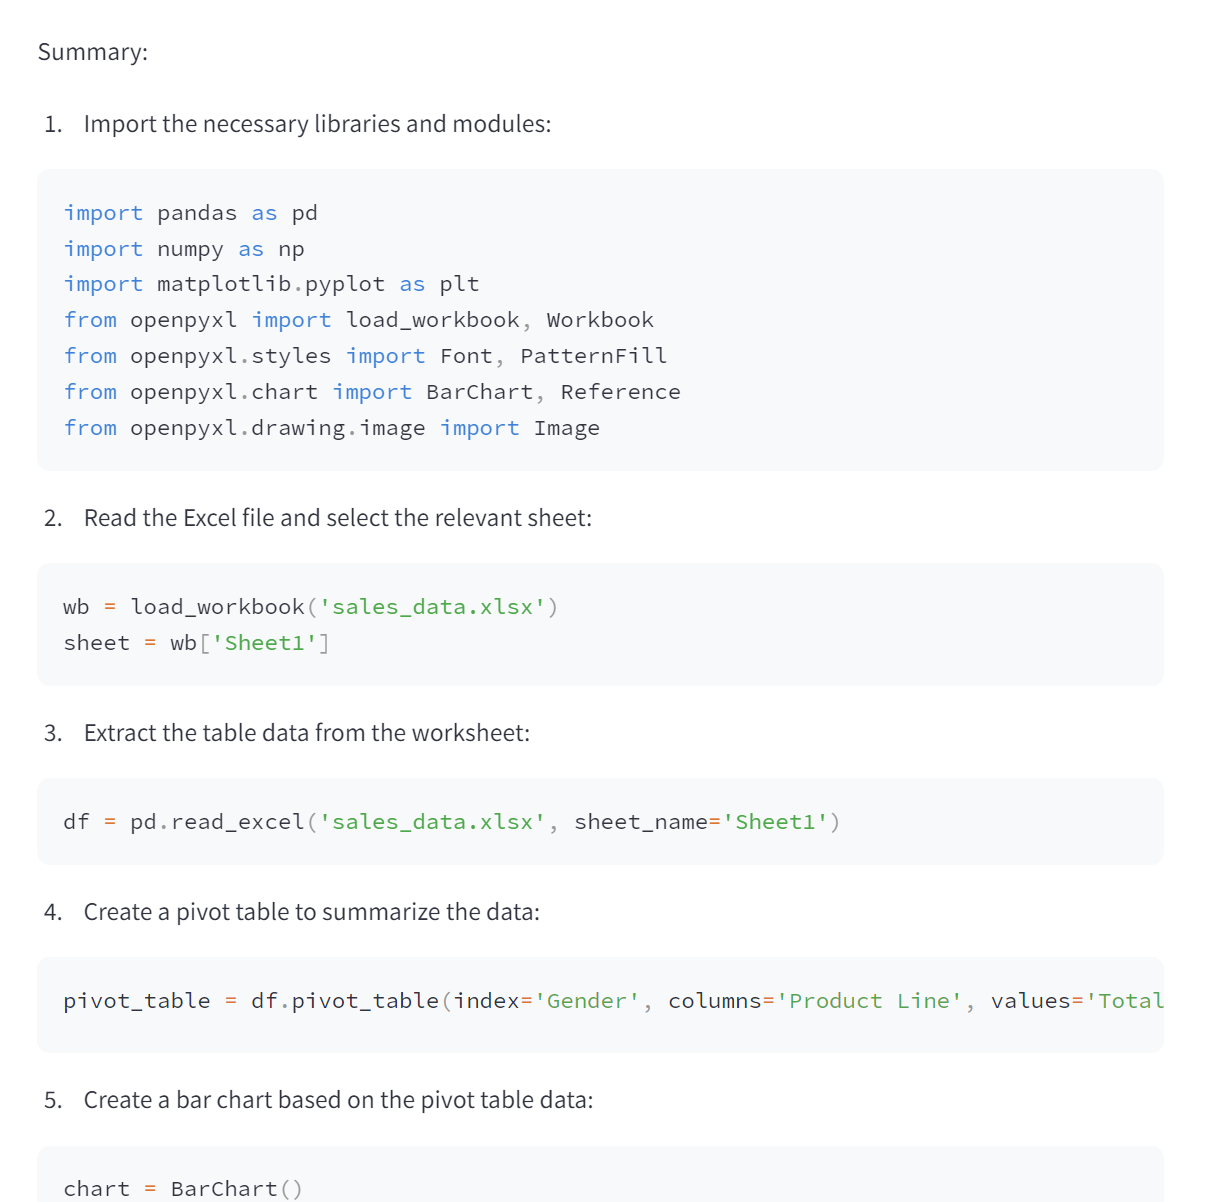 Summary:
1. Import the necessary libraries and modules:
import pandas as pd
import numpy as np
import matplotlib.pyplot as plt
from openpyxl import load_workbook, Workbook
from openpyxl.styles import Font, PatternFill
from openpyxl.chart import BarChart, Reference
from openpyxl.drawing.image import Image
2. Read the Excel file and select the relevant sheet:
wb = load_workbook('sales_data.xlsx')
sheet = wb['Sheet1']
3. Extract the table data from the worksheet:
df = pd.read_excel('sales_data.xlsx', sheet_name='Sheet1')
4. Create a pivot table to summarize the data:
pivot_table = df.pivot_table(index='Gender', columns='Product Line', values='Total
5. Create a bar chart based on the pivot table data:
chart = BarChart()